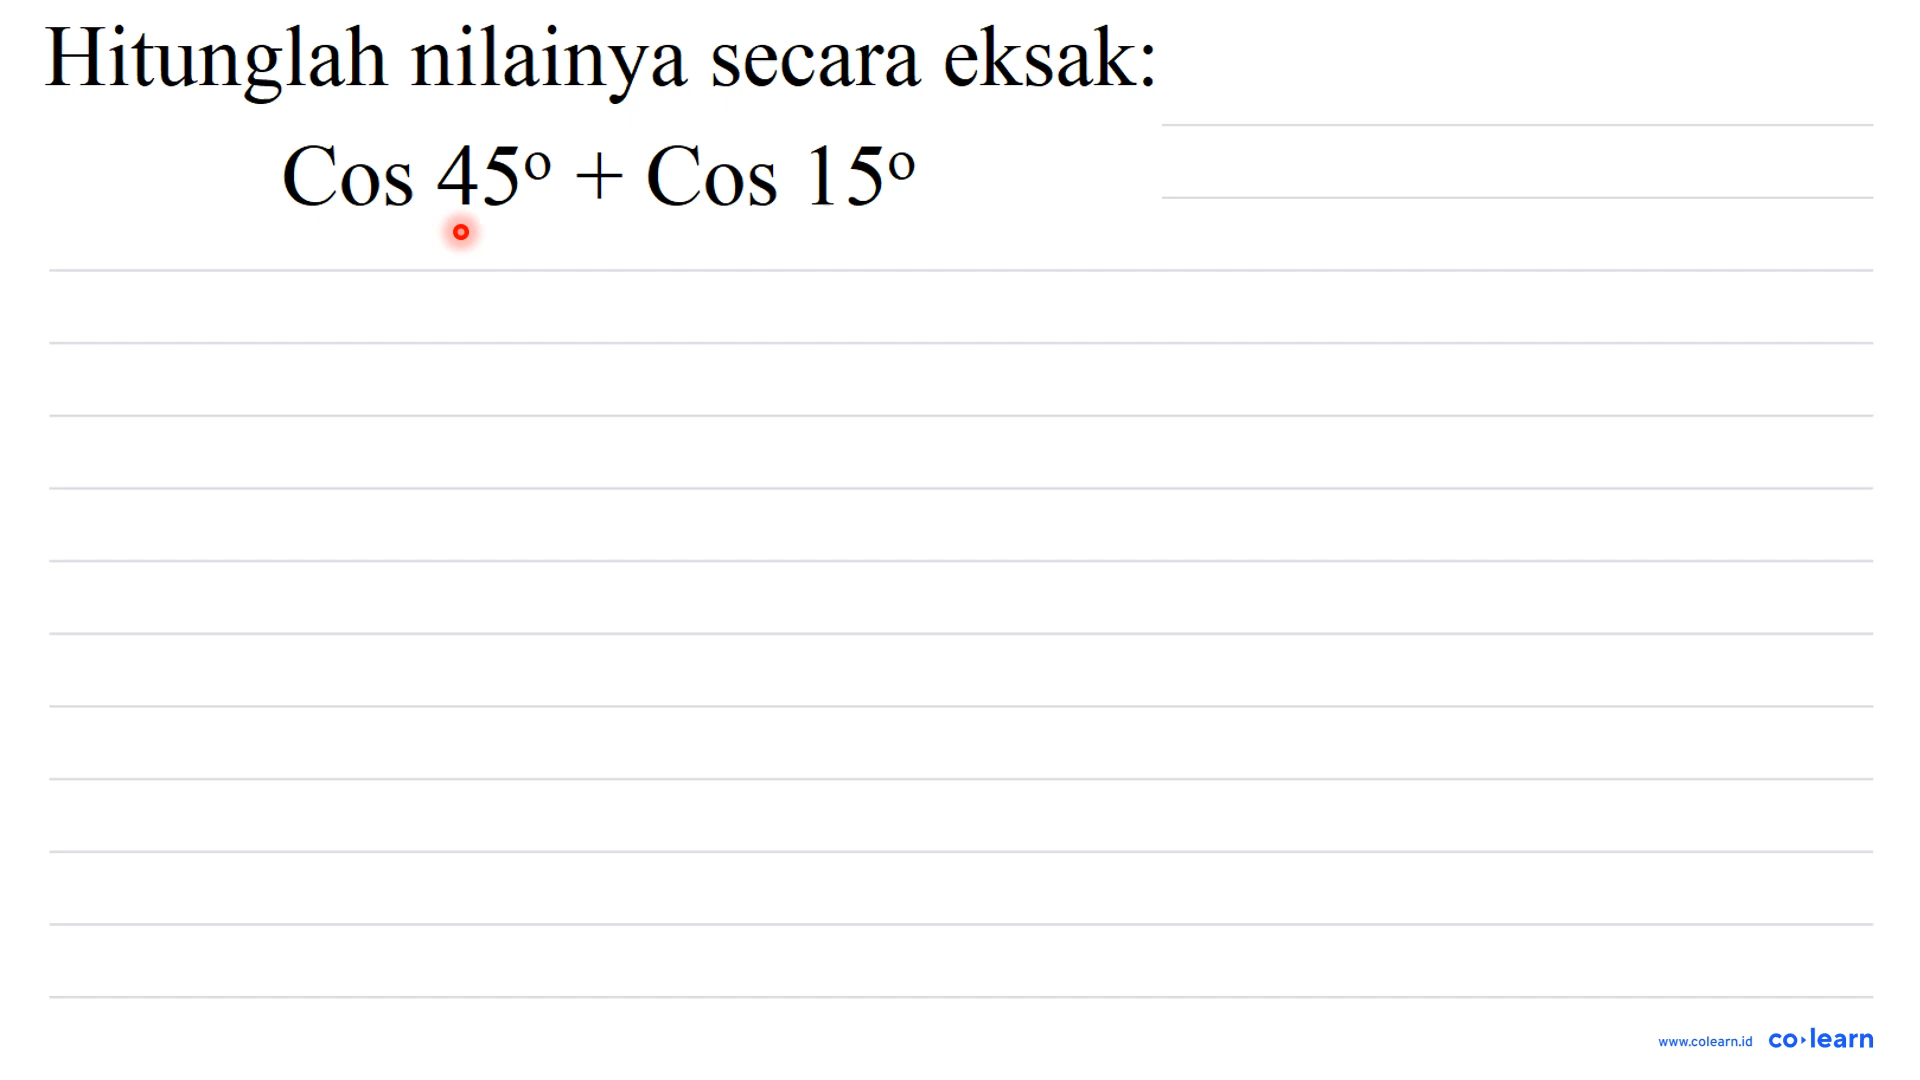 Hitunglah nilainya secara eksak:
Cos 45° + Cos 15°
www.colearn.id co·learn